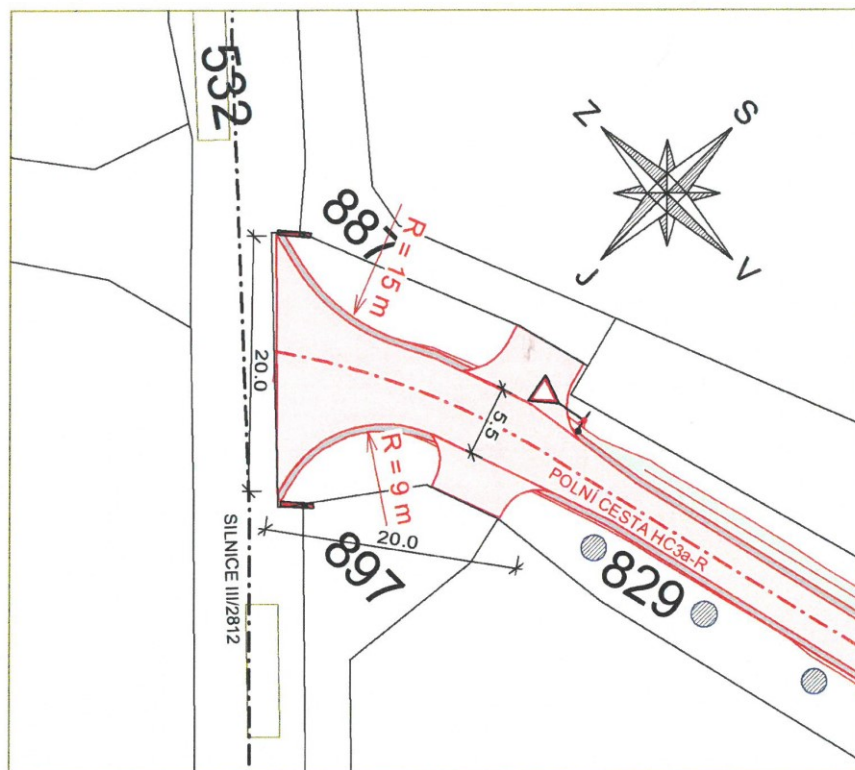 532
Z
S
J
V
887
R = 15 m
20.0
5.5
R = 9 m
POLNÍ CESTA HC3a-R
20.0
SILNICE III/2812
897
829